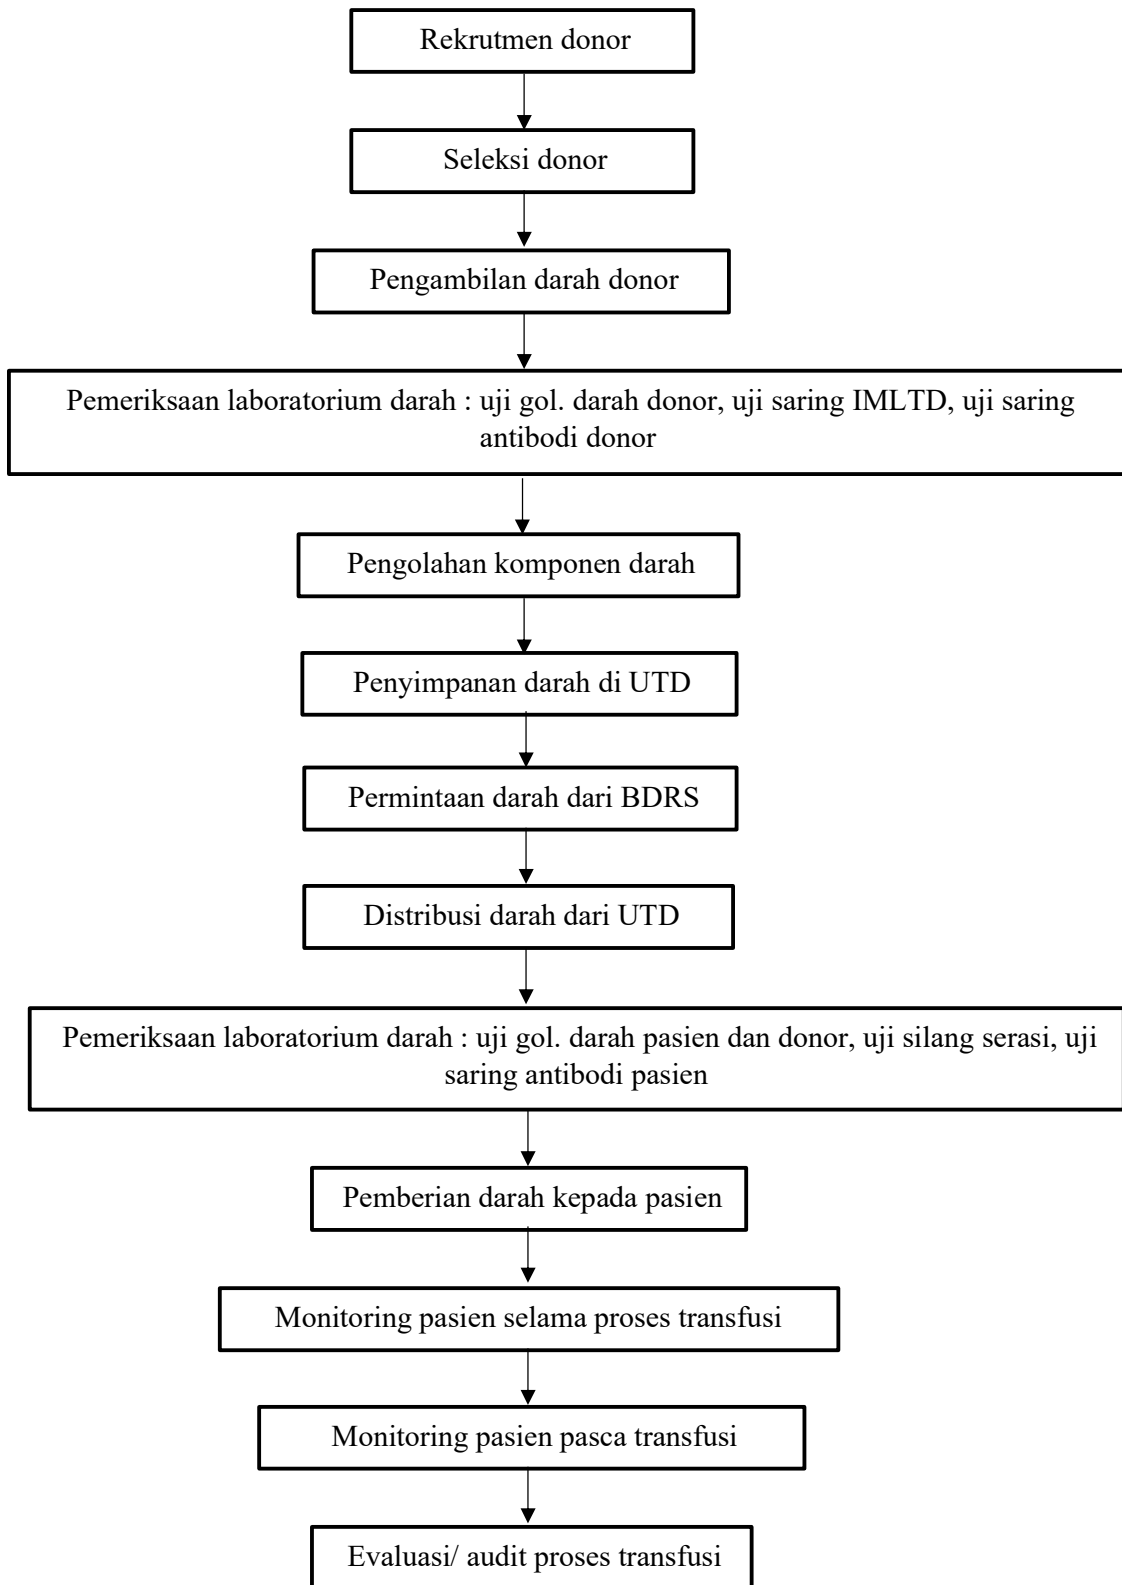 Rekrutmen donor
Seleksi donor
Pengambilan darah donor
Pemeriksaan laboratorium darah : uji gol. darah donor, uji saring IMLTD, uji saring
antibodi donor
Pengolahan komponen darah
Penyimpanan darah di UTD
Permintaan darah dari BDRS
Distribusi darah dari UTD
Pemeriksaan laboratorium darah : uji gol. darah pasien dan donor, uji silang serasi, uji
saring antibodi pasien
Pemberian darah kepada pasien
Monitoring pasien selama proses transfusi
Monitoring pasien pasca transfusi
Evaluasi/ audit proses transfusi